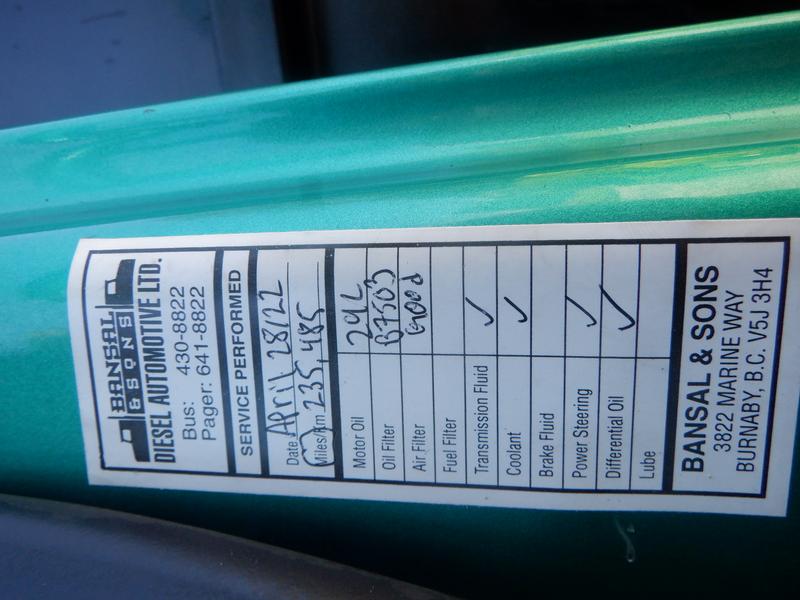 BANSAL
& SONS
DIESEL AUTOMOTIVE LTD.
Bus: 430-8822
Pager: 641-8822
SERVICE PERFORMED
Date April 28/22
Miles/Km 235,485
Motor Oil 24L
Oil Filter B7503
Air Filter Good
Fuel Filter
Transmission Fluid ✓
Coolant ✓
Brake Fluid
Power Steering ✓
Differential Oil ✓
Lube
BANSAL & SONS
3822 MARINE WAY
BURNABY, B.C. V5J 3H4